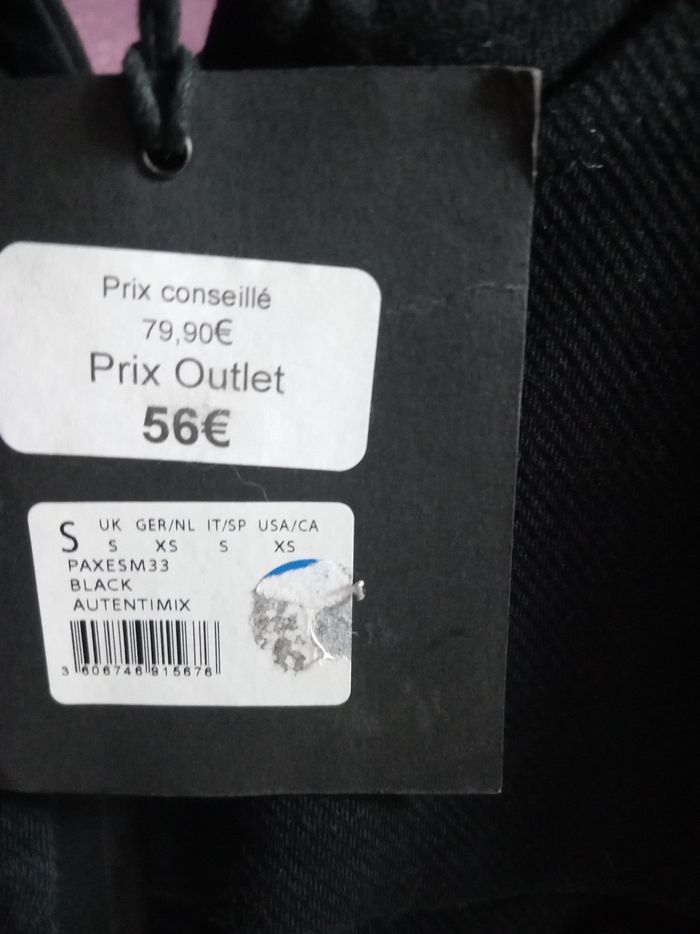 Prix conseillé
79,90€
Prix Outlet
56€
S UK GER/NL IT/SP USA/CA
S XS S XS
PAXESM33
BLACK
AUTENTIMIX
3 606746 915676